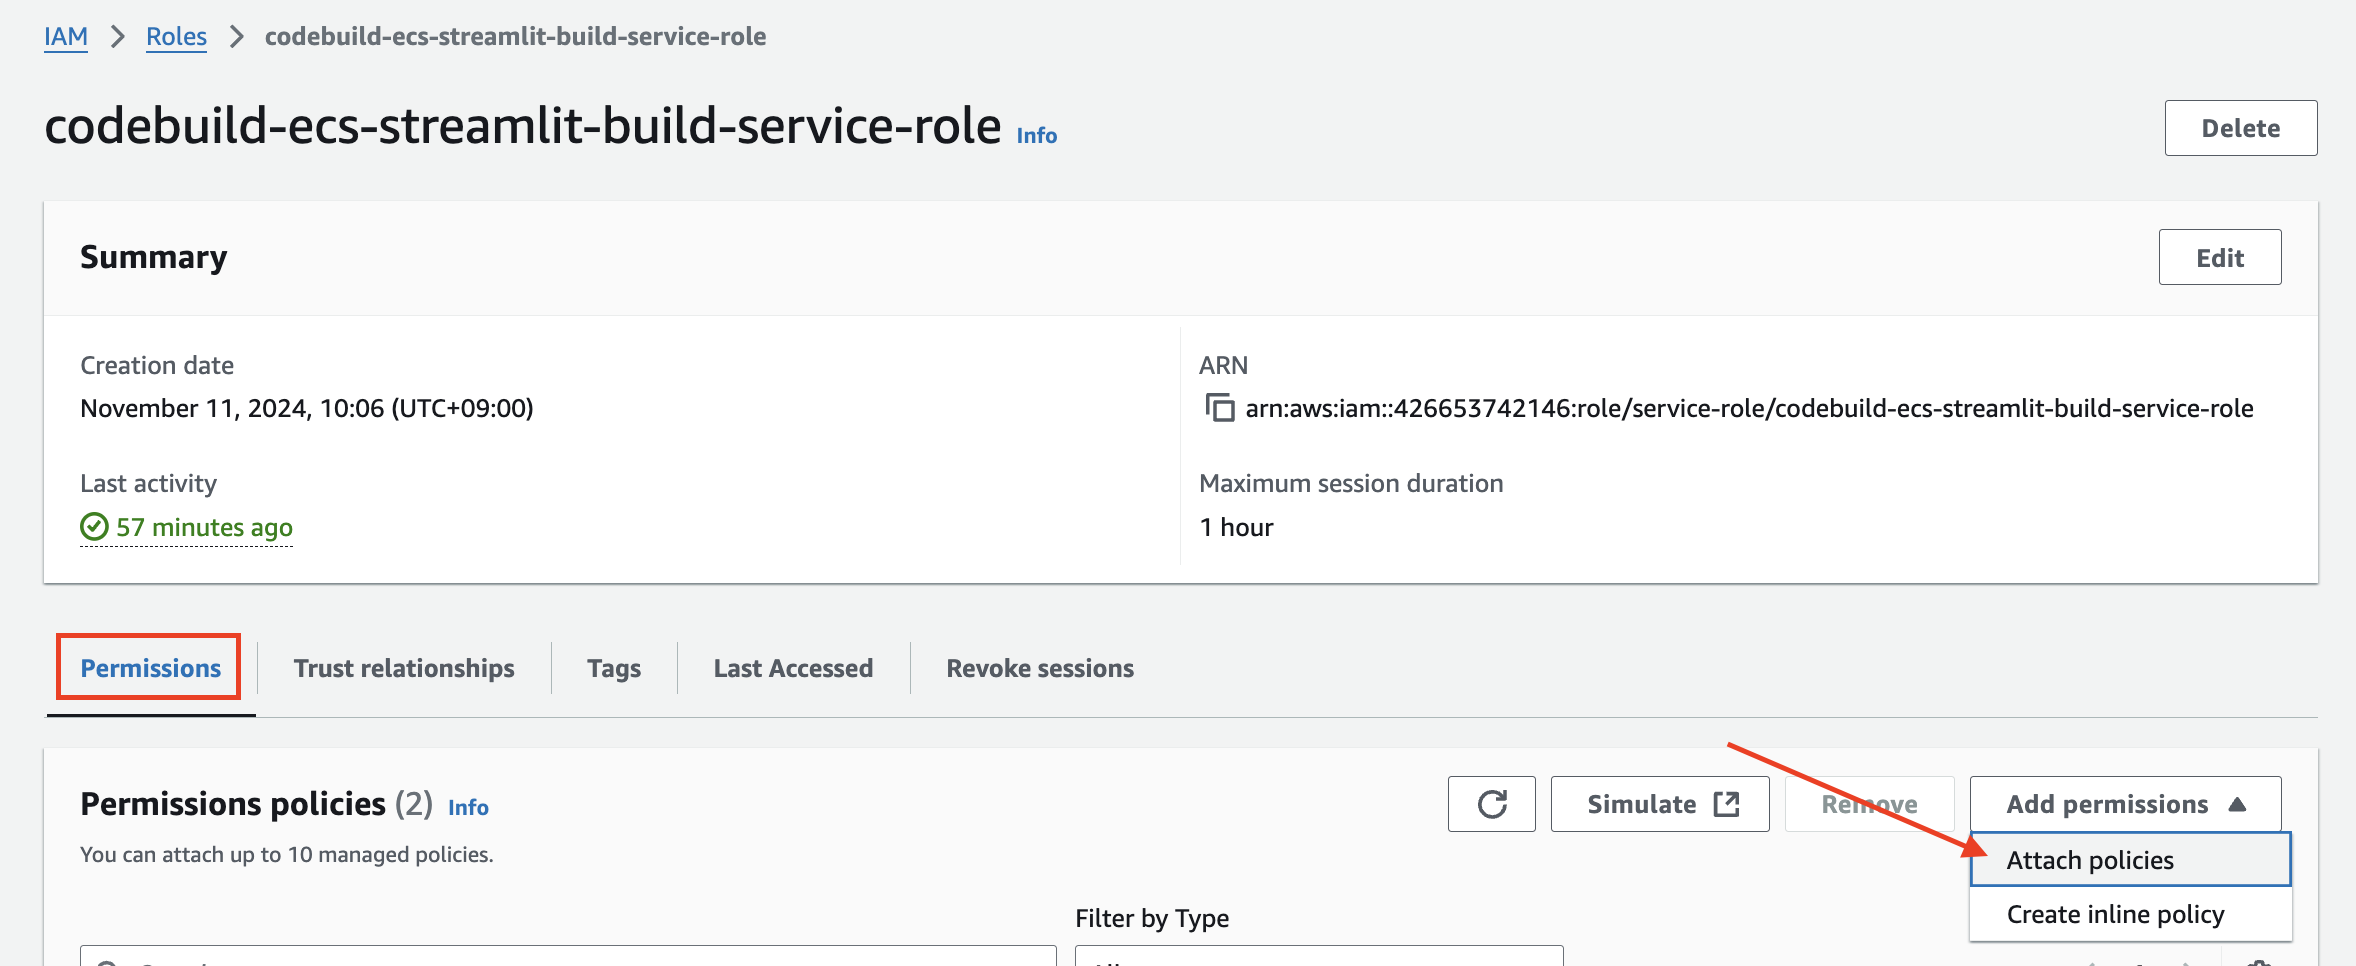 IAM > Roles > codebuild-ecs-streamlit-build-service-role
codebuild-ecs-streamlit-build-service-role Info
Delete
Summary
Edit
Creation date
November 11, 2024, 10:06 (UTC+09:00)
ARN
arn:aws:iam::426653742146:role/service-role/codebuild-ecs-streamlit-build-service-role
Last activity
57 minutes ago
Maximum session duration
1 hour
Permissions
Trust relationships
Tags
Last Accessed
Revoke sessions
Permissions policies (2) Info
Simulate
Remove
Add permissions
You can attach up to 10 managed policies.
Attach policies
Create inline policy
Filter by Type